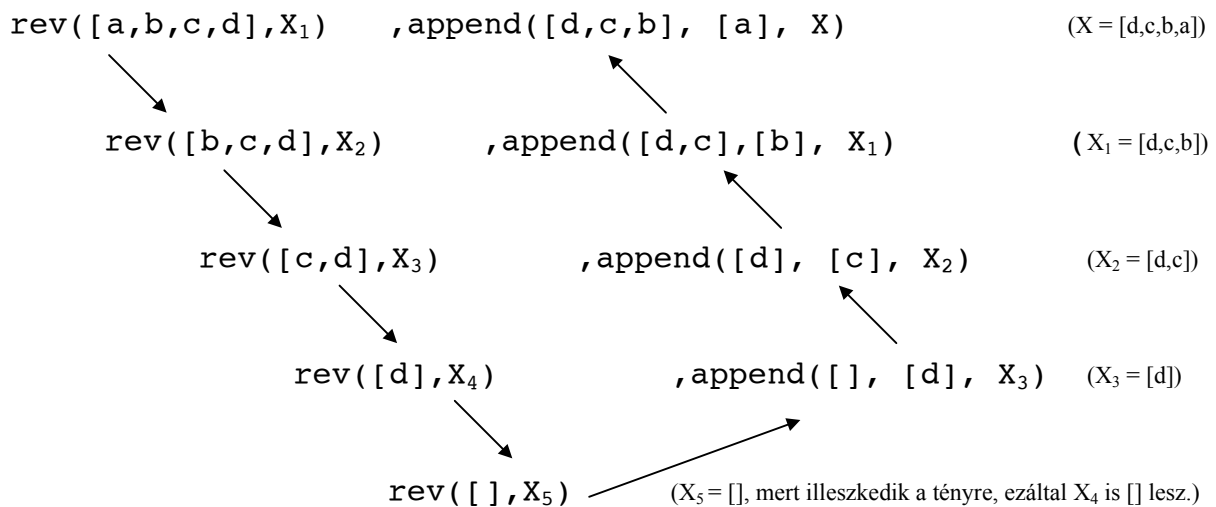 rev([a,b,c,d],X₁) ,append([d,c,b], [a], X) (X = [d,c,b,a])
rev([b,c,d],X₂) ,append([d,c],[b], X₁) (X₁ = [d,c,b])
rev([c,d],X₃) ,append([d], [c], X₂) (X₂ = [d,c])
rev([d],X₄) ,append([], [d], X₃) (X₃ = [d])
rev([],X₅) (X₅ = [], mert illeszkedik a tényre, ezáltal X₄ is [] lesz.)